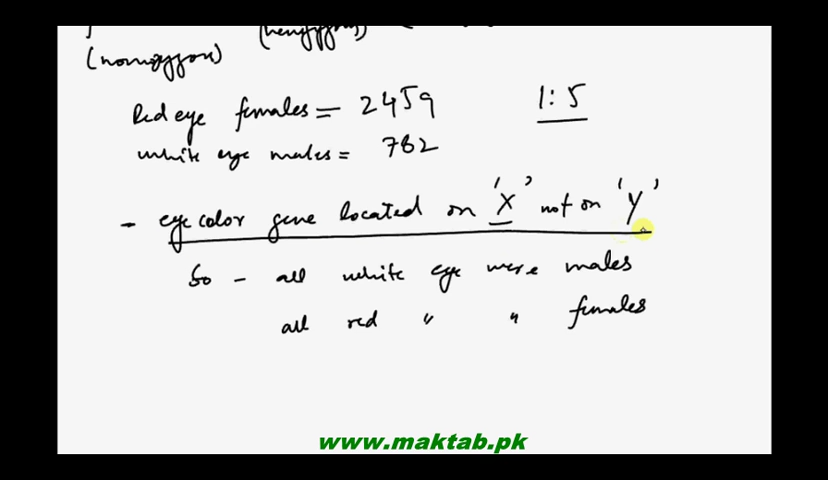 Red eye females = 2459 1:5
white eye males = 782
- eye color gene located on 'X' not on 'Y'
So - all white eye were males
all red " " females
www.maktab.pk